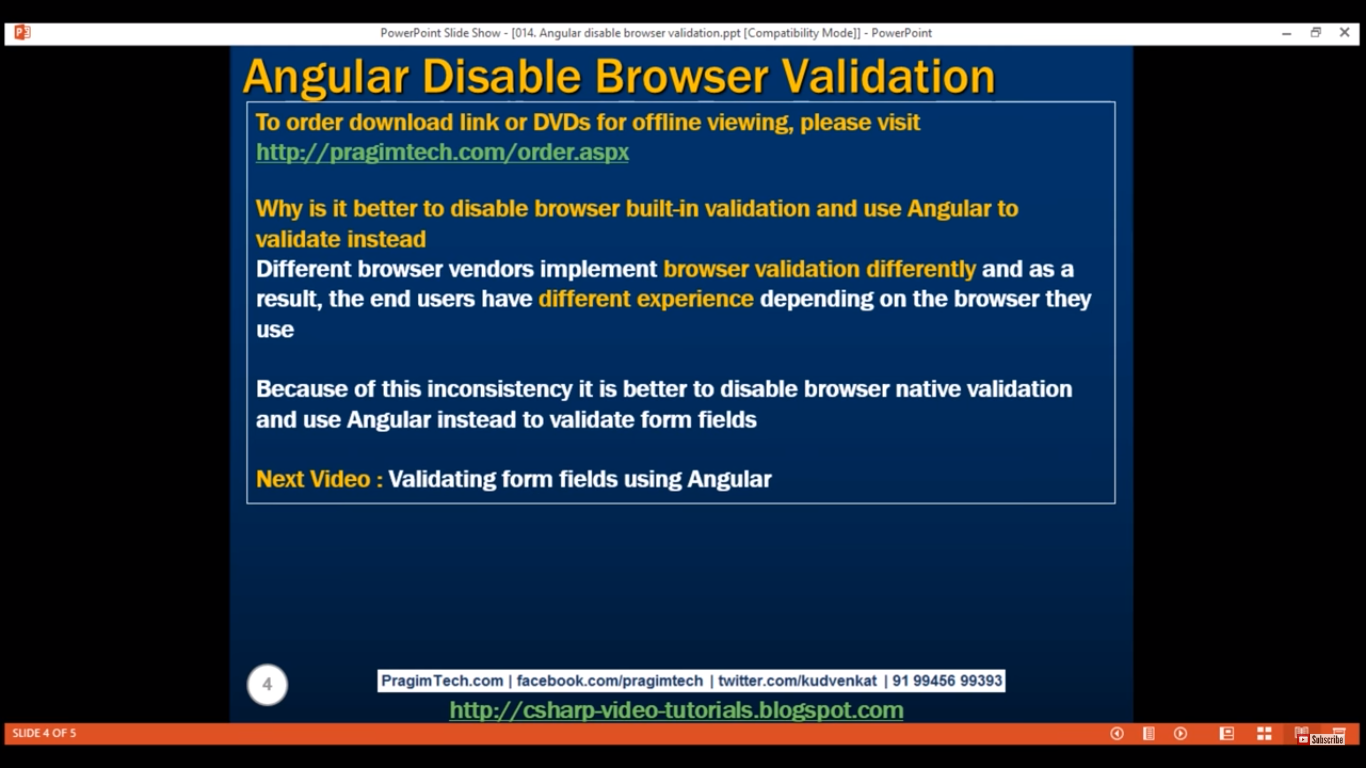 PowerPoint Slide Show - [014. Angular disable browser validation.ppt [Compatibility Mode]] - PowerPoint
Angular Disable Browser Validation
To order download link or DVDs for offline viewing, please visit
http://pragimtech.com/order.aspx
Why is it better to disable browser built-in validation and use Angular to
validate instead
Different browser vendors implement browser validation differently and as a
result, the end users have different experience depending on the browser they
use
Because of this inconsistency it is better to disable browser native validation
and use Angular instead to validate form fields
Next Video : Validating form fields using Angular
4
PragimTech.com | facebook.com/pragimtech | twitter.com/kudvenkat | 91 99456 99393
http://csharp-video-tutorials.blogspot.com
SLIDE 4 OF 5
Subscribe